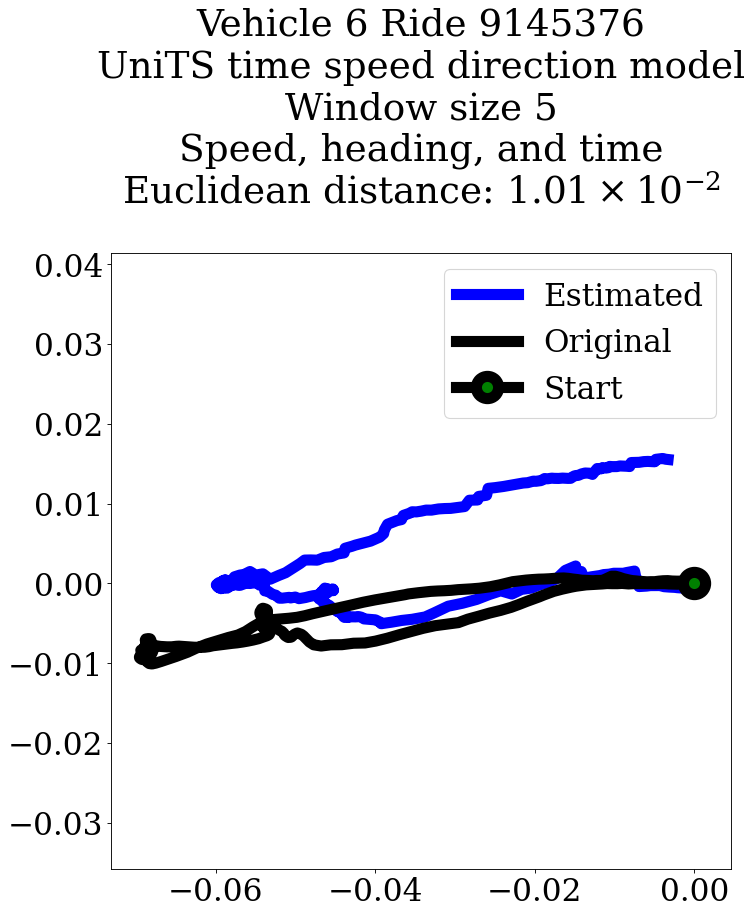 Vehicle 6 Ride 9145376
UniTS time speed direction model
Window size 5
Speed, heading, and time
Euclidean distance: 1.01 × 10⁻²
Estimated
Original
Start
0.04
0.03
0.02
0.01
0.00
−0.01
−0.02
−0.03
−0.06
−0.04
−0.02
0.00